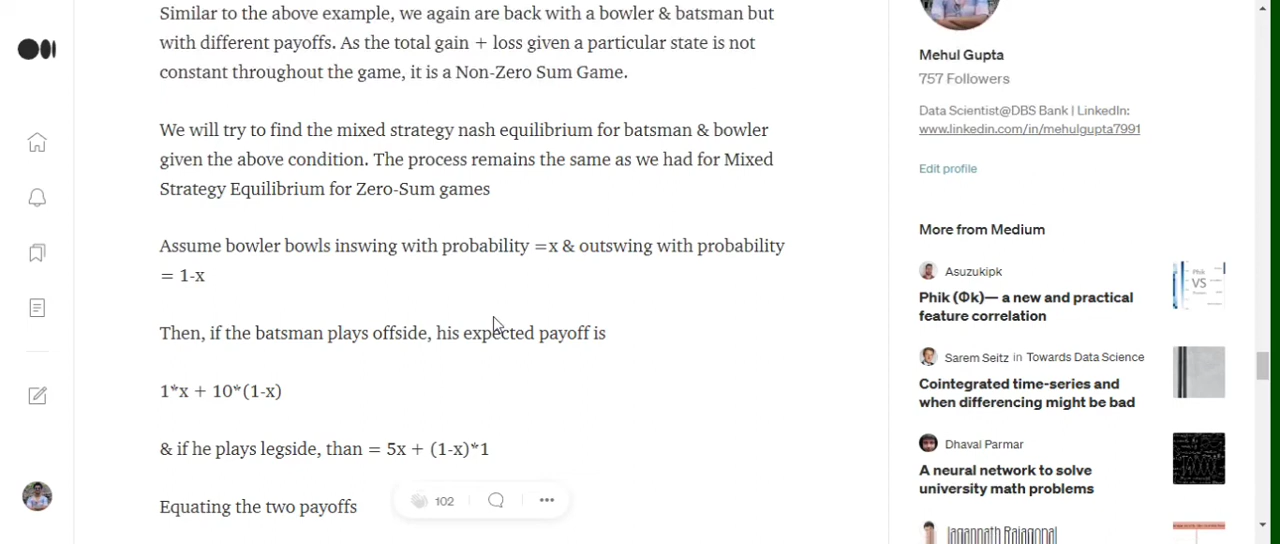 Similar to the above example, we again are back with a bowler & batsman but
with different payoffs. As the total gain + loss given a particular state is not
constant throughout the game, it is a Non-Zero Sum Game.
We will try to find the mixed strategy nash equilibrium for batsman & bowler
given the above condition. The process remains the same as we had for Mixed
Strategy Equilibrium for Zero-Sum games
Assume bowler bowls inswing with probability =x & outswing with probability
= 1-x
Then, if the batsman plays offside, his expected payoff is
1*x + 10*(1-x)
& if he plays legside, than = 5x + (1-x)*1
Equating the two payoffs
102
Mehul Gupta
757 Followers
Data Scientist@DBS Bank | LinkedIn:
www.linkedin.com/in/mehulgupta7991
Edit profile
More from Medium
Asuzukipk
Phik (Φk)— a new and practical
feature correlation
Phik
VS
Sarem Seitz in Towards Data Science
Cointegrated time-series and
when differencing might be bad
Dhaval Parmar
A neural network to solve
university math problems
Jagannath Rajagopal